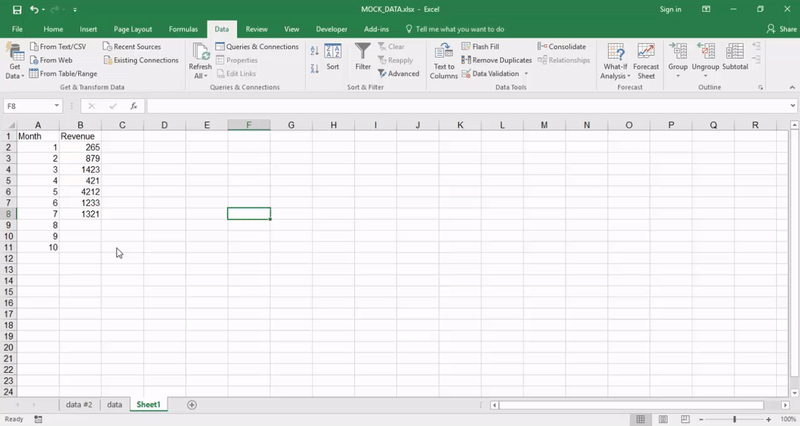 MOCK_DATA.xlsx - Excel
Sign in
File Home Insert Page Layout Formulas Data Review View Developer Add-ins Tell me what you want to do Share
Get Data
From Text/CSV
From Web
From Table/Range
Recent Sources
Existing Connections
Get & Transform Data
Refresh All
Queries & Connections
Properties
Edit Links
Queries & Connections
Sort
Filter
Clear
Reapply
Advanced
Sort & Filter
Text to Columns
Flash Fill
Remove Duplicates
Data Validation
Consolidate
Relationships
Data Tools
What-If Analysis
Forecast Sheet
Forecast
Group
Ungroup
Subtotal
Outline
F8 fx
A B C D E F G H I J K L M N O P Q R
1 Month Revenue
2 1 265
3 2 879
4 3 1423
5 4 421
6 5 4212
7 6 1233
8 7 1321
9 8
10 9
11 10
12
13
14
15
16
17
18
19
20
21
22
23
24
data #2 data Sheet1
Ready
100%